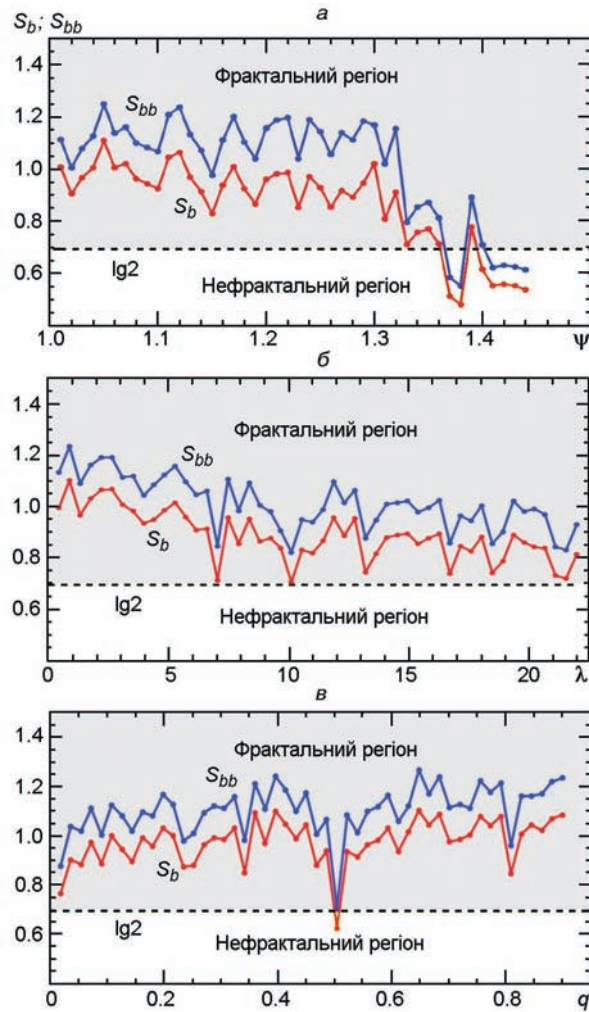 S_b; S_bb
а
1.4
Фрактальний регіон
S_bb
1.2
1.0
S_b
0.8
lg2
0.6
Нефрактальний регіон
1.0 1.1 1.2 1.3 1.4 ψ
б
1.4
Фрактальний регіон
1.2
S_bb
1.0
S_b
0.8
lg2
0.6
Нефрактальний регіон
0 5 10 15 20 λ
в
1.4
Фрактальний регіон
S_bb
1.2
1.0
S_b
0.8
lg2
0.6
Нефрактальний регіон
0 0.2 0.4 0.6 0.8 q